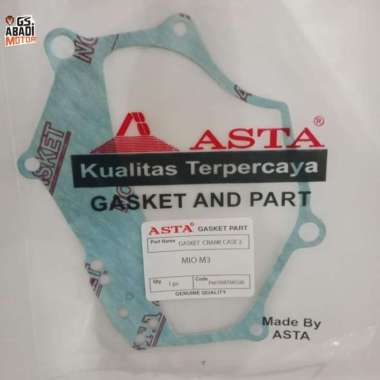 GS.
ABADI
MOTOR
ASTA®
Kualitas Terpercaya
GASKET AND PART
ASTA® GASKET PART
Part Name GASKET CRANK CASE 2
MIO M3
Qty 1 pc Code
GENUINE QUALITY
Made By
ASTA
GASKET